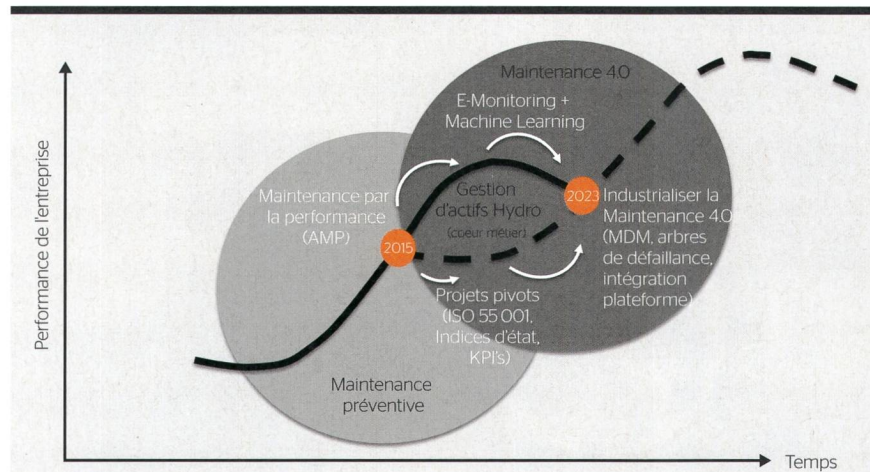 Performance de l'entreprise
Maintenance 4.0
E-Monitoring +
Machine Learning
Maintenance par
la performance
(AMP)
Gestion
d'actifs Hydro
(coeur métier)
2015
2023
Industrialiser la
Maintenance 4.0
(MDM, arbres
de défaillance,
intégration
plateforme)
Projets pivots
(ISO 55 001,
Indices d'état,
KPI's)
Maintenance
préventive
Temps